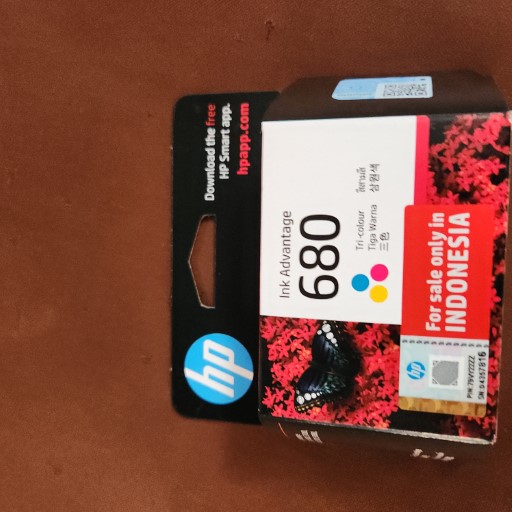 Download the free
HP Smart app.
hpapp.com
hp
Ink Advantage
680
Tri-colour
Tiga Warna
三色
สามสี
삼원색
For sale only in
INDONESIA
hp